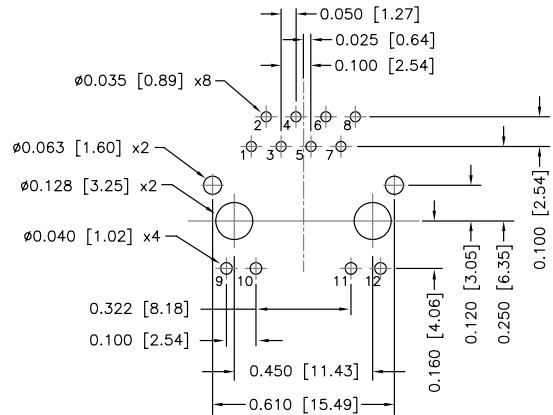 0.050 [1.27]
0.025 [0.64]
0.100 [2.54]
ø0.035 [0.89] x8
2 4 6 8
1 3 5 7
ø0.063 [1.60] x2
ø0.128 [3.25] x2
ø0.040 [1.02] x4
9 10 11 12
0.322 [8.18]
0.100 [2.54]
0.450 [11.43]
0.610 [15.49]
0.160 [4.06]
0.120 [3.05]
0.250 [6.35]
0.100 [2.54]